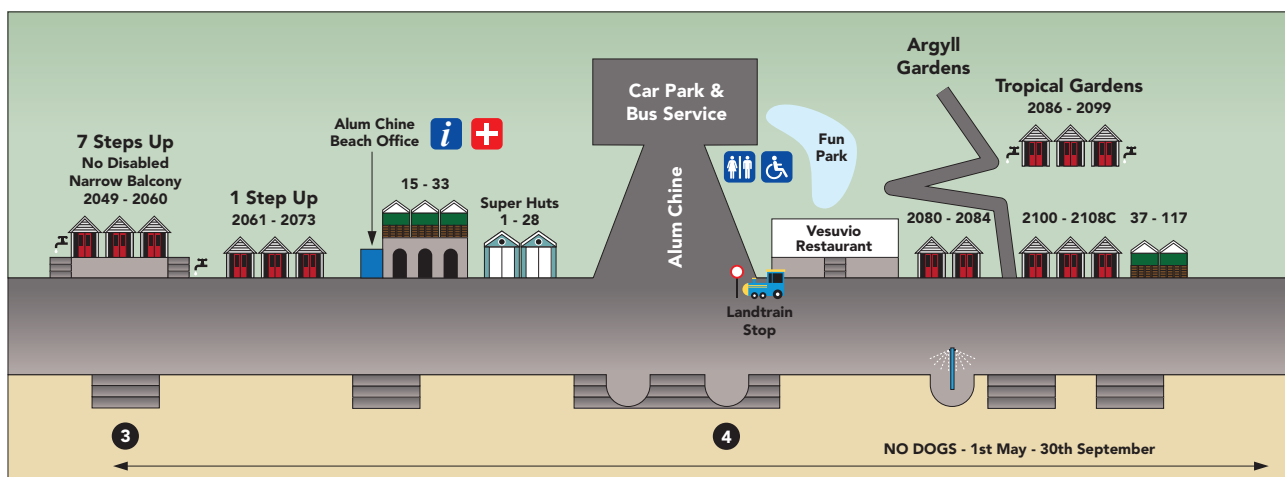 7 Steps Up
No Disabled
Narrow Balcony
2049 - 2060
1 Step Up
2061 - 2073
Alum Chine
Beach Office
i
15 - 33
Super Huts
1 - 28
Car Park &
Bus Service
Alum Chine
Landtrain
Stop
Fun
Park
Vesuvio
Restaurant
Argyll
Gardens
Tropical Gardens
2086 - 2099
2080 - 2084
2100 - 2108C
37 - 117
3
4
NO DOGS - 1st May - 30th September